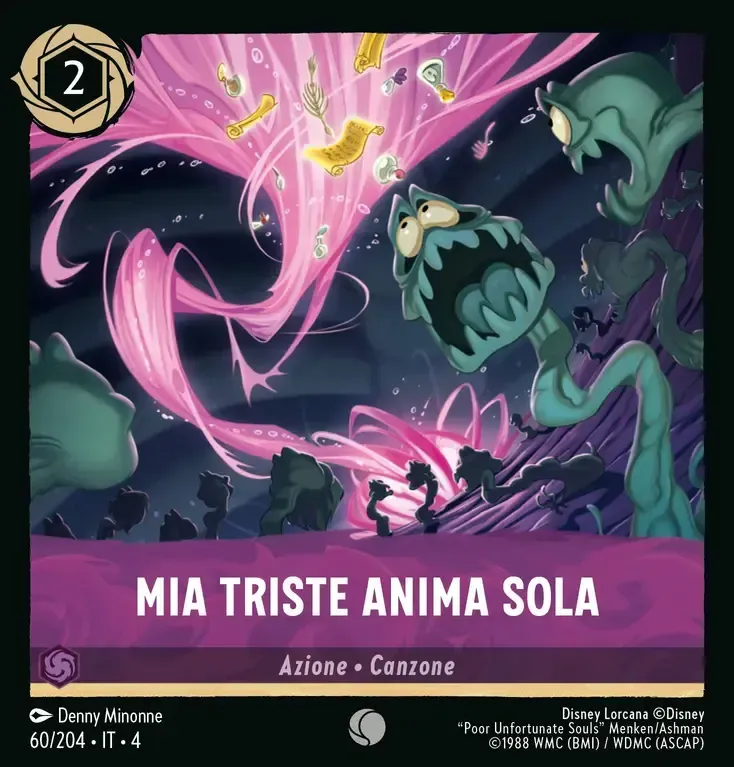 2
MIA TRISTE ANIMA SOLA
Azione • Canzone
Denny Minonne
60/204 • IT • 4
Disney Lorcana ©Disney
“Poor Unfortunate Souls” Menken/Ashman
©1988 WMC (BMI) / WDMC (ASCAP)